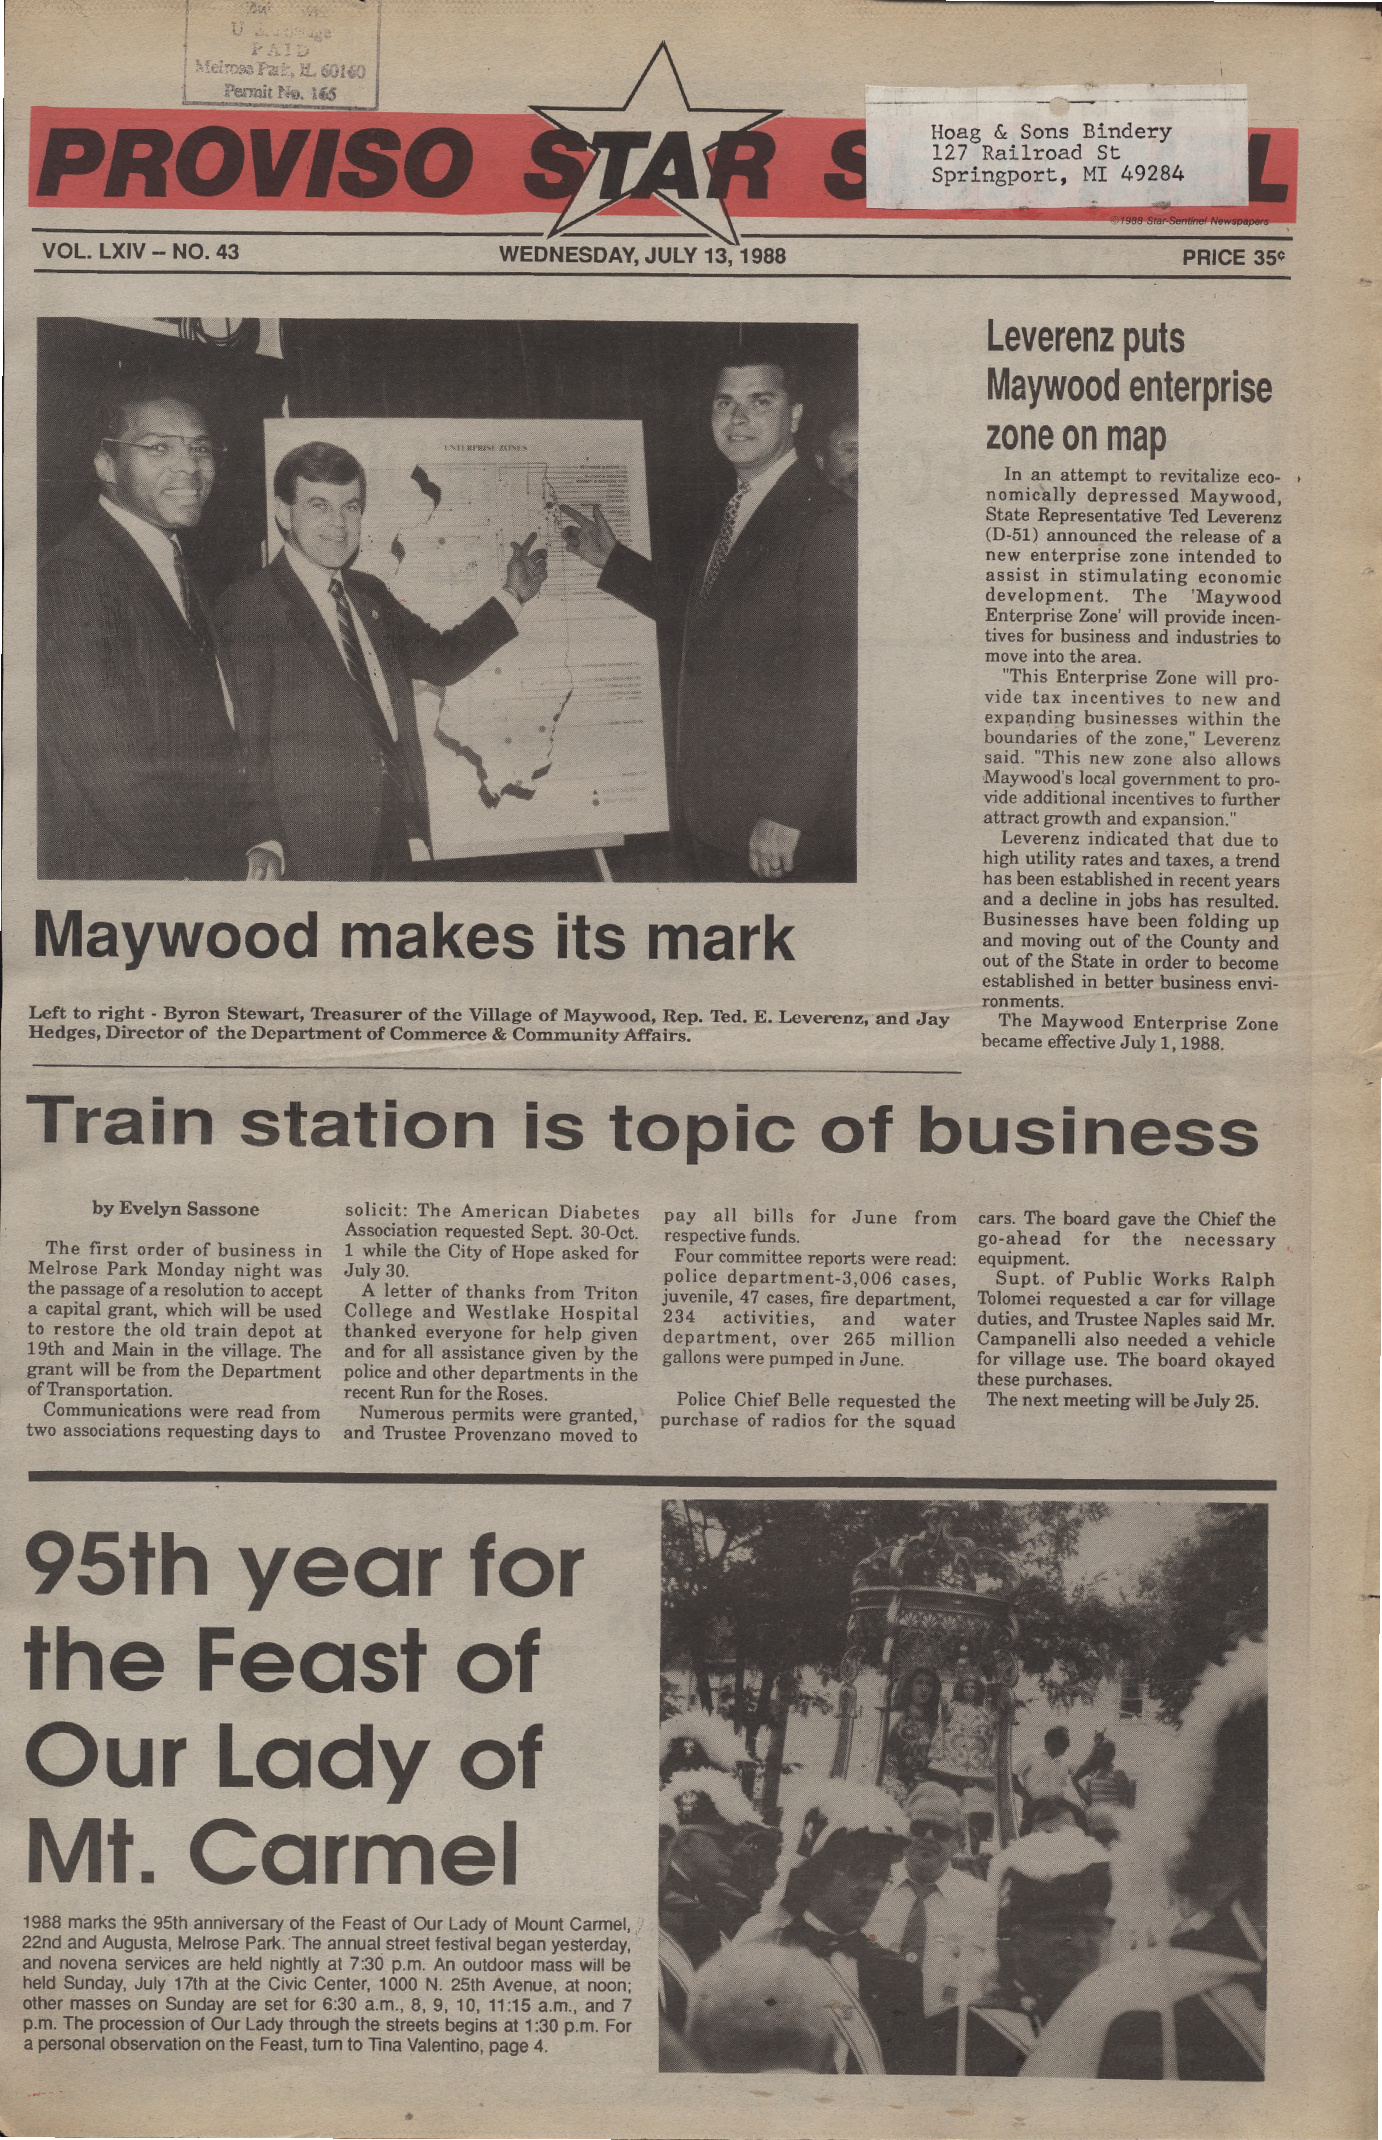 PAID
Melrose Park, IL 60160
Permit No. 165
PROVISO STAR S L
Hoag & Sons Bindery
127 Railroad St
Springport, MI 49284
©1988 Star-Sentinel Newspapers
VOL. LXIV -- NO. 43
WEDNESDAY, JULY 13, 1988
PRICE 35¢
ENTERPRISE ZONES
Maywood makes its mark
Left to right - Byron Stewart, Treasurer of the Village of Maywood, Rep. Ted. E. Leverenz, and Jay
Hedges, Director of the Department of Commerce & Community Affairs.
Leverenz puts
Maywood enterprise
zone on map
In an attempt to revitalize eco-
nomically depressed Maywood,
State Representative Ted Leverenz
(D-51) announced the release of a
new enterprise zone intended to
assist in stimulating economic
development. The 'Maywood
Enterprise Zone' will provide incen-
tives for business and industries to
move into the area.
"This Enterprise Zone will pro-
vide tax incentives to new and
expanding businesses within the
boundaries of the zone," Leverenz
said. "This new zone also allows
Maywood's local government to pro-
vide additional incentives to further
attract growth and expansion."
Leverenz indicated that due to
high utility rates and taxes, a trend
has been established in recent years
and a decline in jobs has resulted.
Businesses have been folding up
and moving out of the County and
out of the State in order to become
established in better business envi-
ronments.
The Maywood Enterprise Zone
became effective July 1, 1988.
Train station is topic of business
by Evelyn Sassone
The first order of business in
Melrose Park Monday night was
the passage of a resolution to accept
a capital grant, which will be used
to restore the old train depot at
19th and Main in the village. The
grant will be from the Department
of Transportation.
Communications were read from
two associations requesting days to
solicit: The American Diabetes
Association requested Sept. 30-Oct.
1 while the City of Hope asked for
July 30.
A letter of thanks from Triton
College and Westlake Hospital
thanked everyone for help given
and for all assistance given by the
police and other departments in the
recent Run for the Roses.
Numerous permits were granted,
and Trustee Provenzano moved to
pay all bills for June from
respective funds.
Four committee reports were read:
police department-3,006 cases,
juvenile, 47 cases, fire department,
234 activities, and water
department, over 265 million
gallons were pumped in June.
Police Chief Belle requested the
purchase of radios for the squad
cars. The board gave the Chief the
go-ahead for the necessary
equipment.
Supt. of Public Works Ralph
Tolomei requested a car for village
duties, and Trustee Naples said Mr.
Campanelli also needed a vehicle
for village use. The board okayed
these purchases.
The next meeting will be July 25.
95th year for
the Feast of
Our Lady of
Mt. Carmel
1988 marks the 95th anniversary of the Feast of Our Lady of Mount Carmel,
22nd and Augusta, Melrose Park. The annual street festival began yesterday,
and novena services are held nightly at 7:30 p.m. An outdoor mass will be
held Sunday, July 17th at the Civic Center, 1000 N. 25th Avenue, at noon;
other masses on Sunday are set for 6:30 a.m., 8, 9, 10, 11:15 a.m., and 7
p.m. The procession of Our Lady through the streets begins at 1:30 p.m. For
a personal observation on the Feast, turn to Tina Valentino, page 4.